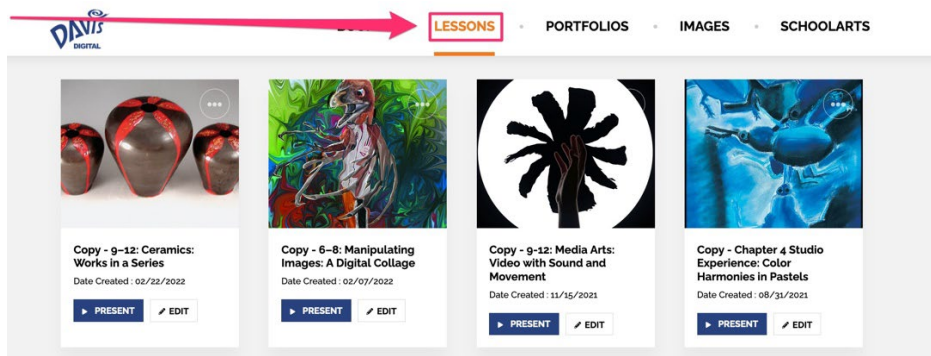 DAVIS
DIGITAL
LESSONS
PORTFOLIOS
IMAGES
SCHOOLARTS
Copy - 9–12: Ceramics:
Works in a Series
Date Created : 02/22/2022
PRESENT
EDIT
Copy - 6–8: Manipulating
Images: A Digital Collage
Date Created : 02/07/2022
PRESENT
EDIT
Copy - 9-12: Media Arts:
Video with Sound and
Movement
Date Created : 11/15/2021
PRESENT
EDIT
Copy - Chapter 4 Studio
Experience: Color
Harmonies in Pastels
Date Created : 08/31/2021
PRESENT
EDIT